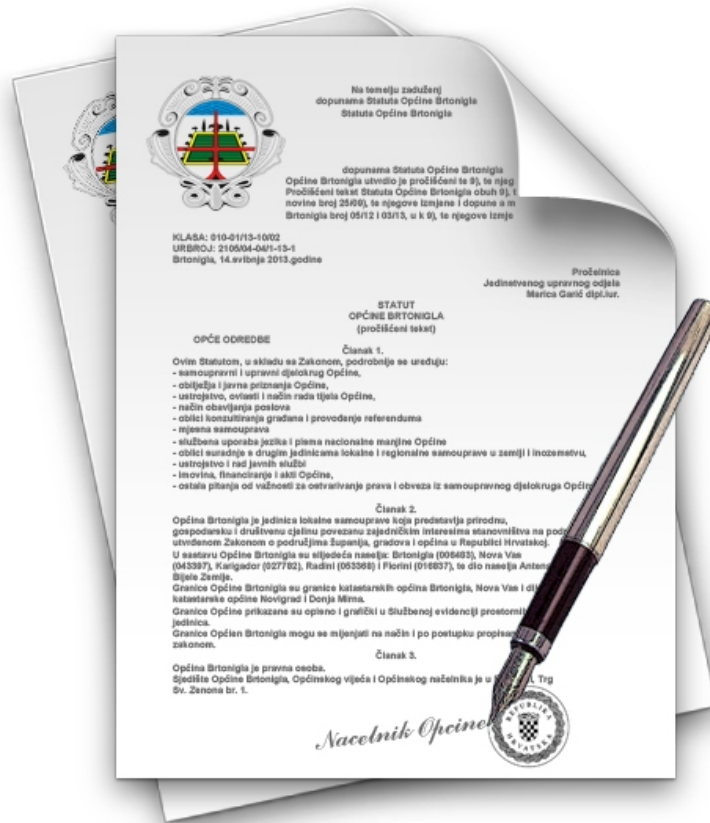 Na temelju zaduženj
dopunama Statuta Općine Brtonigla
Statuta Općine Brtonigla
dopunama Statuta Općine Brtonigla
Općine Brtonigla utvrdio je pročišćeni te 9), te njeg
Pročišćeni tekst Statuta Općine Brtonigla obuh 9), t
novine broj 25/09), te njegove izmjene i dopune a m
Brtonigla broj 05/12 i 03/13, u k 9), te njegove izmje
KLASA: 010-01/13-10/02
URBROJ: 2105/04-04/1-13-1
Brtonigla, 14.svibnja 2013.godine
Pročelnica
Jedinstvenog upravnog odjela
Marica Garić dipl.iur.
STATUT
OPĆINE BRTONIGLA
(pročišćeni tekst)
OPĆE ODREDBE
Članak 1.
Ovim Statutom, u skladu sa Zakonom, podrobnije se uređuju:
- samoupravni i upravni djelokrug Općine,
- obilježja i javna priznanja Općine,
- ustrojstvo, ovlasti i način rada tijela Općine,
- način obavljanja poslova
- oblici konzultiranja građana i provođenje referenduma
- mjesna samouprava
- službena uporaba jezika i pisma nacionalne manjine Općine
- oblici suradnje s drugim jedinicama lokalne i regionalne samouprave u zemlji i inozemstvu,
- ustrojstvo i rad javnih službi
- imovina, financiranje i akti Općine,
- ostala pitanja od važnosti za ostvarivanje prava i obveza iz samoupravnog djelokruga Općin
Članak 2.
Općina Brtonigla je jedinica lokalne samouprave koja predstavlja prirodnu,
gospodarsku i društvenu cjelinu povezanu zajedničkim interesima stanovništva na podr
utvrđenom Zakonom o područjima županija, gradova i općina u Republici Hrvatskoj.
U sastavu Općine Brtonigla su slijedeća naselja: Brtonigla (006483), Nova Vas
(043397), Karigador (027782), Radini (053368) i Fiorini (016837), te dio naselja Antena
Bijele Zemlje.
Granice Općine Brtonigla su granice katastarskih općina Brtonigla, Nova Vas i dij
katastarske općine Novigrad i Donja Mirna.
Granice Općine prikazane su opisno i grafički u Službenoj evidenciji prostornih
jedinica.
Granice Općien Brtonigla mogu se mijenjati na način i po postupku propisan
zakonom.
Članak 3.
Općina Brtonigla je pravna osoba.
Sjedište Općine Brtonigla, Općinskog vijeća i Općinskog načelnika je u Trg
Sv. Zenona br. 1.
Nacelnik Opcine
REPUBLIKA
HRVATSKA